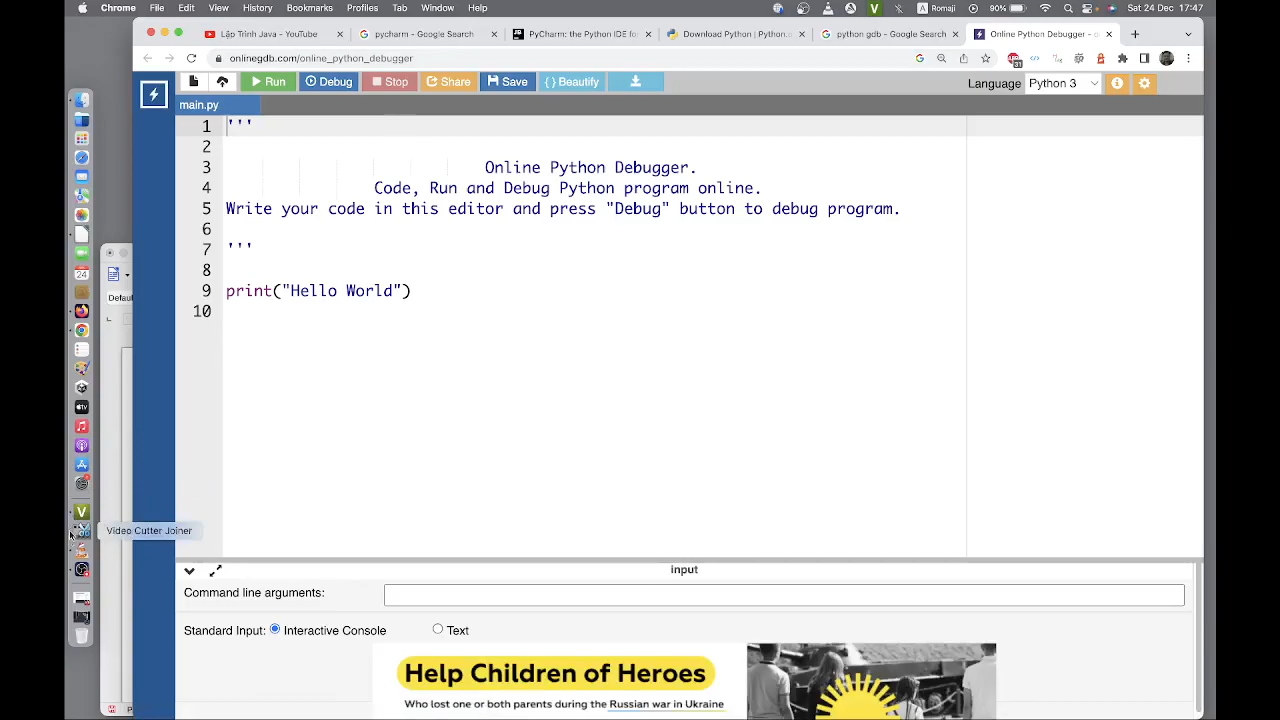 Chrome File Edit View History Bookmarks Profiles Tab Window Help V A Romaji 90% Sat 24 Dec 17:47
Lập Trình Java - YouTube
pycharm - Google Search
PyCharm: the Python IDE fo
Download Python | Python.o
python gdb - Google Search
Online Python Debugger - o
onlinegdb.com/online_python_debugger
Run Debug Stop Share Save { } Beautify
Language Python 3
main.py
1 '''
2
3 Online Python Debugger.
4 Code, Run and Debug Python program online.
5 Write your code in this editor and press "Debug" button to debug program.
6
7 '''
8
9 print("Hello World")
10
24
Defau
tv
V
Video Cutter Joiner
input
Command line arguments:
Standard Input: Interactive Console Text
Help Children of Heroes
Who lost one or both parents during the Russian war in Ukraine